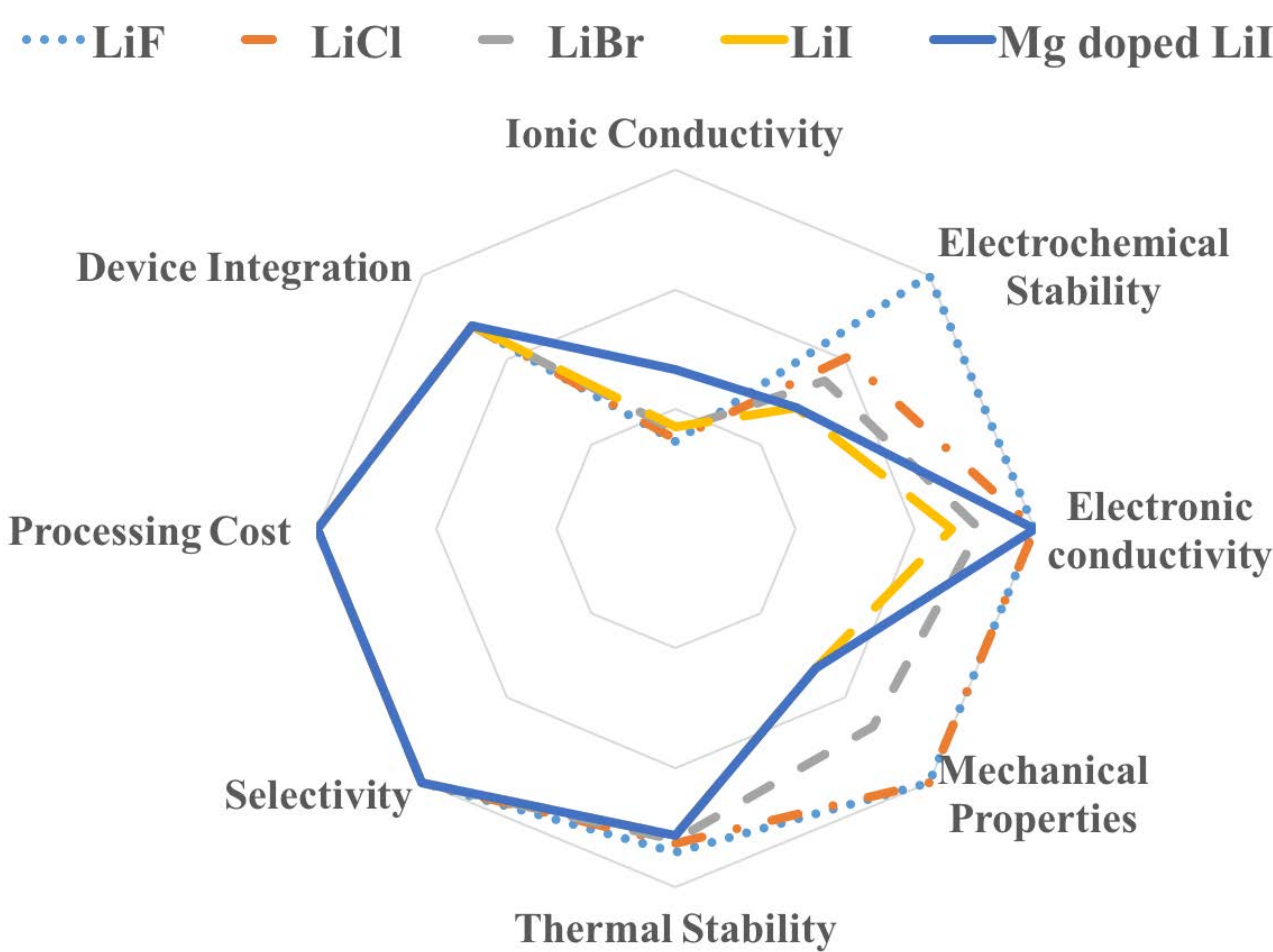 LiF LiCl LiBr LiI Mg doped LiI
Ionic Conductivity
Electrochemical
Stability
Device Integration
Electronic
conductivity
Processing Cost
Mechanical
Properties
Selectivity
Thermal Stability